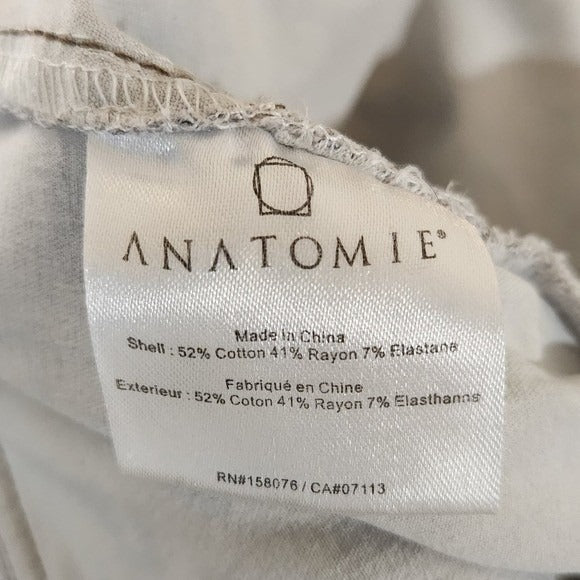 ANATOMIE®
Made in China
Shell : 52% Cotton 41% Rayon 7% Elastane
Fabriqué en Chine
Exterieur : 52% Coton 41% Rayon 7% Elasthanne
RN#158076 / CA#07113